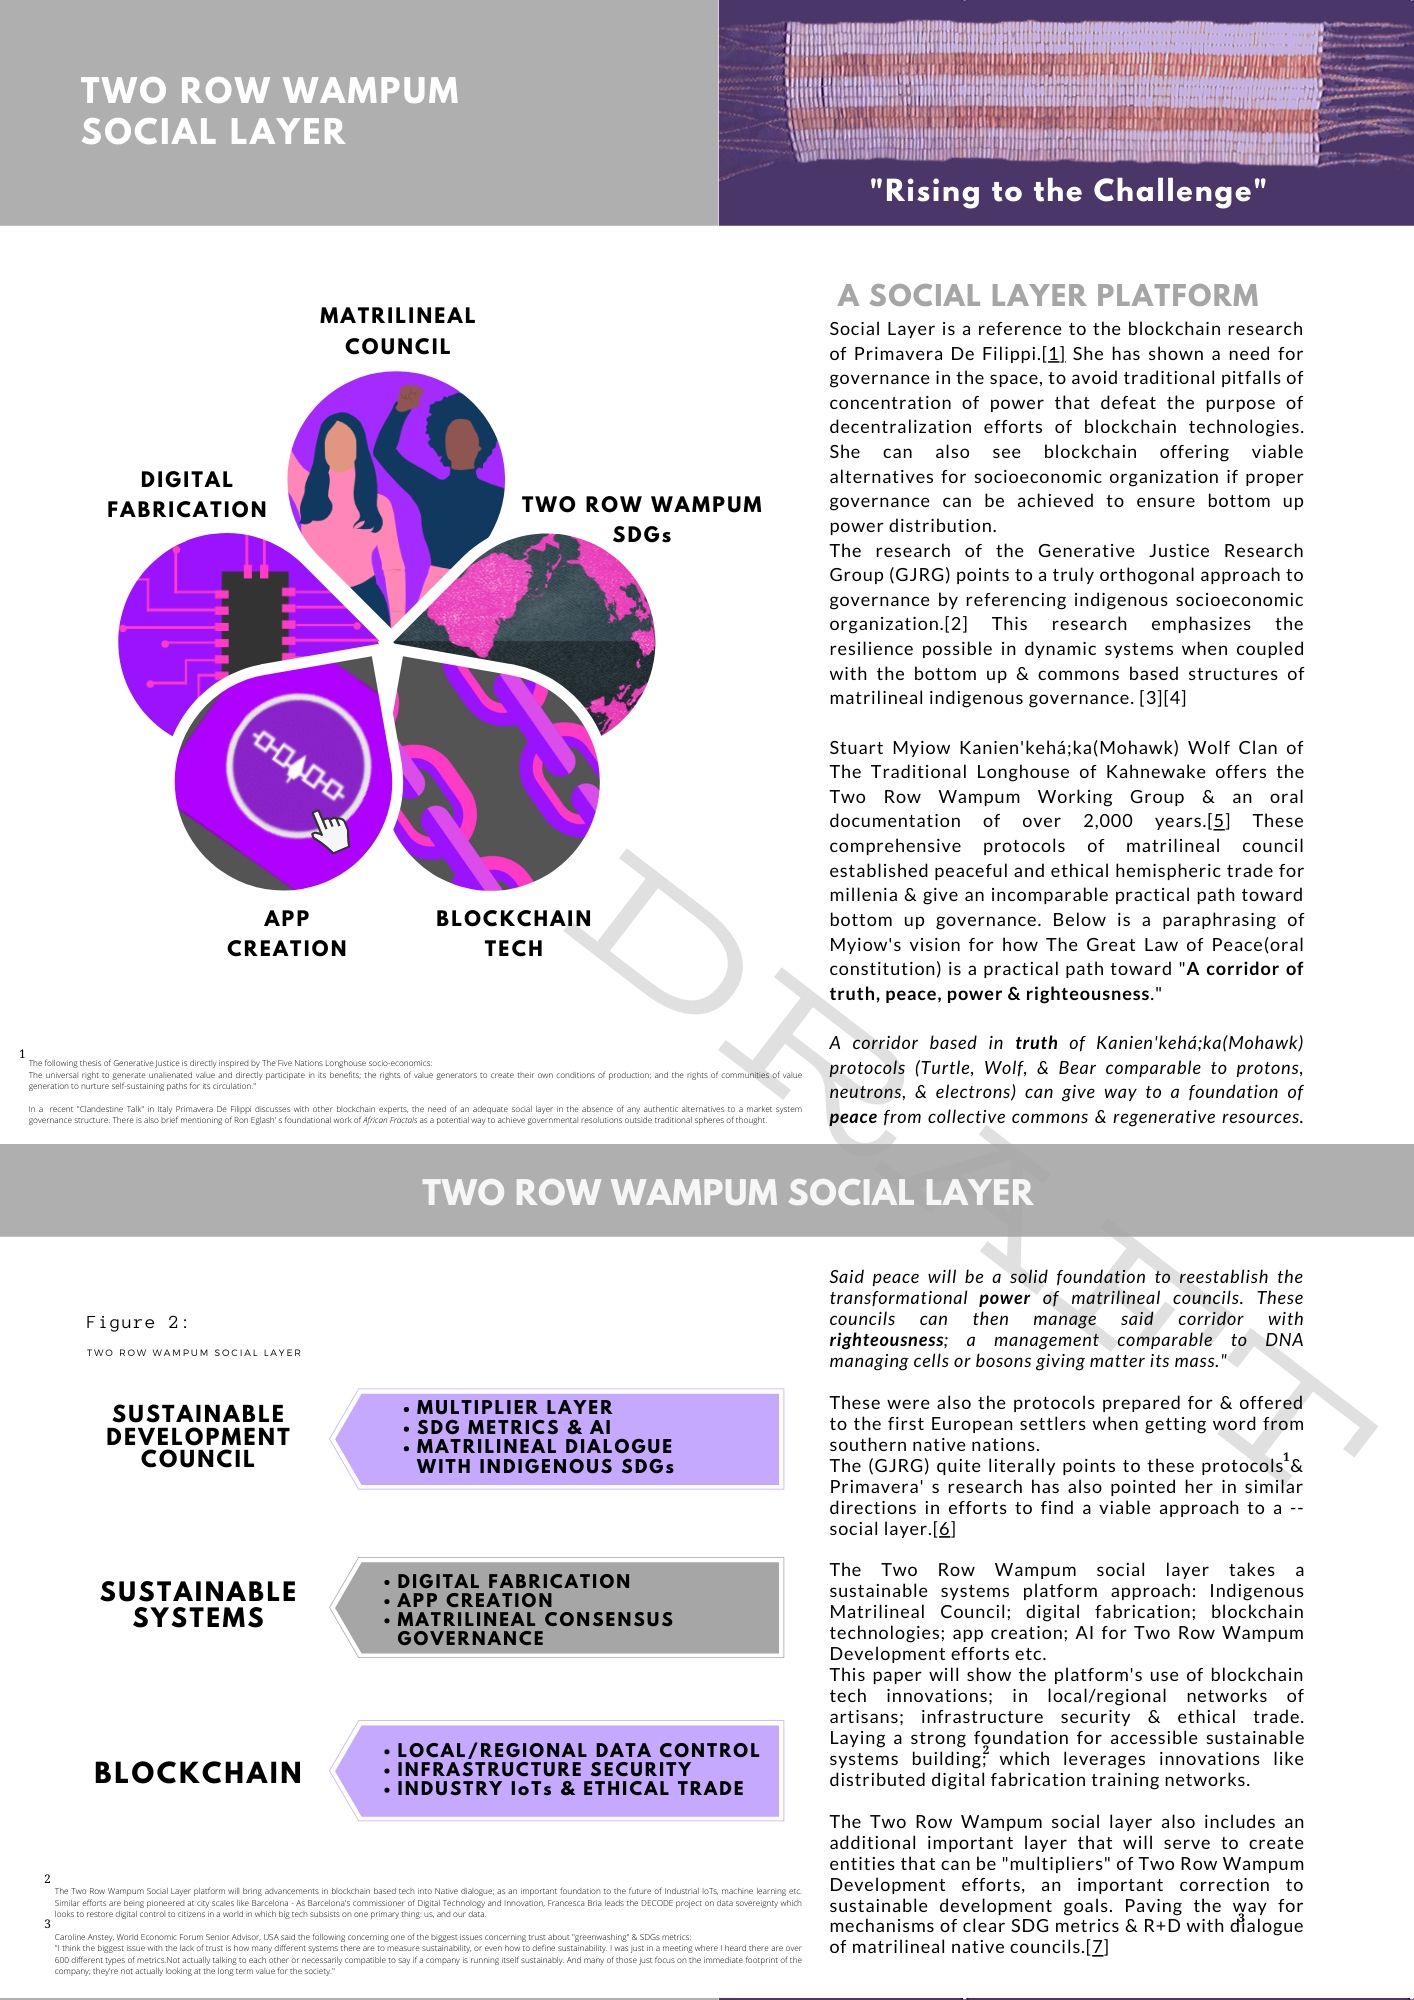 TWO ROW WAMPUM
SOCIAL LAYER
"Rising to the Challenge"
MATRILINEAL
COUNCIL
DIGITAL
FABRICATION
TWO ROW WAMPUM
SDGs
APP
CREATION
BLOCKCHAIN
TECH
1
The following thesis of Generative Justice is directly inspired by The Five Nations Longhouse socio-economics:
The universal right to generate unalienated value and directly participate in its benefits; the rights of value generators to create their own conditions of production; and the rights of communities of value
generation to nurture self-sustaining paths for its circulation."
In a recent "Clandestine Talk" in Italy Primavera De Filippi discusses with other blockchain experts, the need of an adequate social layer in the absence of any authentic alternatives to a market system
governance structure. There is also brief mentioning of Ron Eglash' s foundational work of African Fractals as a potential way to achieve governmental resolutions outside traditional spheres of thought.
A SOCIAL LAYER PLATFORM
Social Layer is a reference to the blockchain research
of Primavera De Filippi.[1] She has shown a need for
governance in the space, to avoid traditional pitfalls of
concentration of power that defeat the purpose of
decentralization efforts of blockchain technologies.
She can also see blockchain offering viable
alternatives for socioeconomic organization if proper
governance can be achieved to ensure bottom up
power distribution.
The research of the Generative Justice Research
Group (GJRG) points to a truly orthogonal approach to
governance by referencing indigenous socioeconomic
organization.[2] This research emphasizes the
resilience possible in dynamic systems when coupled
with the bottom up & commons based structures of
matrilineal indigenous governance. [3][4]
Stuart Myiow Kanien'kehá;ka(Mohawk) Wolf Clan of
The Traditional Longhouse of Kahnewake offers the
Two Row Wampum Working Group & an oral
documentation of over 2,000 years.[5] These
comprehensive protocols of matrilineal council
established peaceful and ethical hemispheric trade for
millenia & give an incomparable practical path toward
bottom up governance. Below is a paraphrasing of
Myiow's vision for how The Great Law of Peace(oral
constitution) is a practical path toward "A corridor of
truth, peace, power & righteousness."
A corridor based in truth of Kanien'kehá;ka(Mohawk)
protocols (Turtle, Wolf, & Bear comparable to protons,
neutrons, & electrons) can give way to a foundation of
peace from collective commons & regenerative resources.
DRAFT
TWO ROW WAMPUM SOCIAL LAYER
Figure 2:
TWO ROW WAMPUM SOCIAL LAYER
SUSTAINABLE
DEVELOPMENT
COUNCIL
• MULTIPLIER LAYER
• SDG METRICS & AI
• MATRILINEAL DIALOGUE
WITH INDIGENOUS SDGs
SUSTAINABLE
SYSTEMS
• DIGITAL FABRICATION
• APP CREATION
• MATRILINEAL CONSENSUS
GOVERNANCE
BLOCKCHAIN
• LOCAL/REGIONAL DATA CONTROL
• INFRASTRUCTURE SECURITY
• INDUSTRY IoTs & ETHICAL TRADE
2
The Two Row Wampum Social Layer platform will bring advancements in blockchain based tech into Native dialogue; as an important foundation to the future of Industrial IoTs, machine learning etc.
Similar efforts are being pioneered at city scales like Barcelona - As Barcelona's commissioner of Digital Technology and Innovation, Francesca Bria leads the DECODE project on data sovereignty which
looks to restore digital control to citizens in a world in which big tech subsists on one primary thing: us, and our data.
3
Caroline Anstey, World Economic Forum Senior Advisor, USA said the following concerning one of the biggest issues concerning trust about "greenwashing" & SDGs metrics:
"I think the biggest issue with the lack of trust is how many different systems there are to measure sustainability, or even how to define sustainability. I was just in a meeting where I heard there are over
600 different types of metrics.Not actually talking to each other or necessarily compatible to say if a company is running itself sustainably. And many of those just focus on the immediate footprint of the
company; they're not actually looking at the long term value for the society."
Said peace will be a solid foundation to reestablish the
transformational power of matrilineal councils. These
councils can then manage said corridor with
righteousness; a management comparable to DNA
managing cells or bosons giving matter its mass."
These were also the protocols prepared for & offered
to the first European settlers when getting word from
southern native nations.
The (GJRG) quite literally points to these protocols1&
Primavera' s research has also pointed her in similar
directions in efforts to find a viable approach to a --
social layer.[6]
The Two Row Wampum social layer takes a
sustainable systems platform approach: Indigenous
Matrilineal Council; digital fabrication; blockchain
technologies; app creation; AI for Two Row Wampum
Development efforts etc.
This paper will show the platform's use of blockchain
tech innovations; in local/regional networks of
artisans; infrastructure security & ethical trade.
Laying a strong foundation for accessible sustainable
systems building;2 which leverages innovations like
distributed digital fabrication training networks.
The Two Row Wampum social layer also includes an
additional important layer that will serve to create
entities that can be "multipliers" of Two Row Wampum
Development efforts, an important correction to
sustainable development goals. Paving the way for
mechanisms of clear SDG metrics & R+D with dialogue3
of matrilineal native councils.[7]